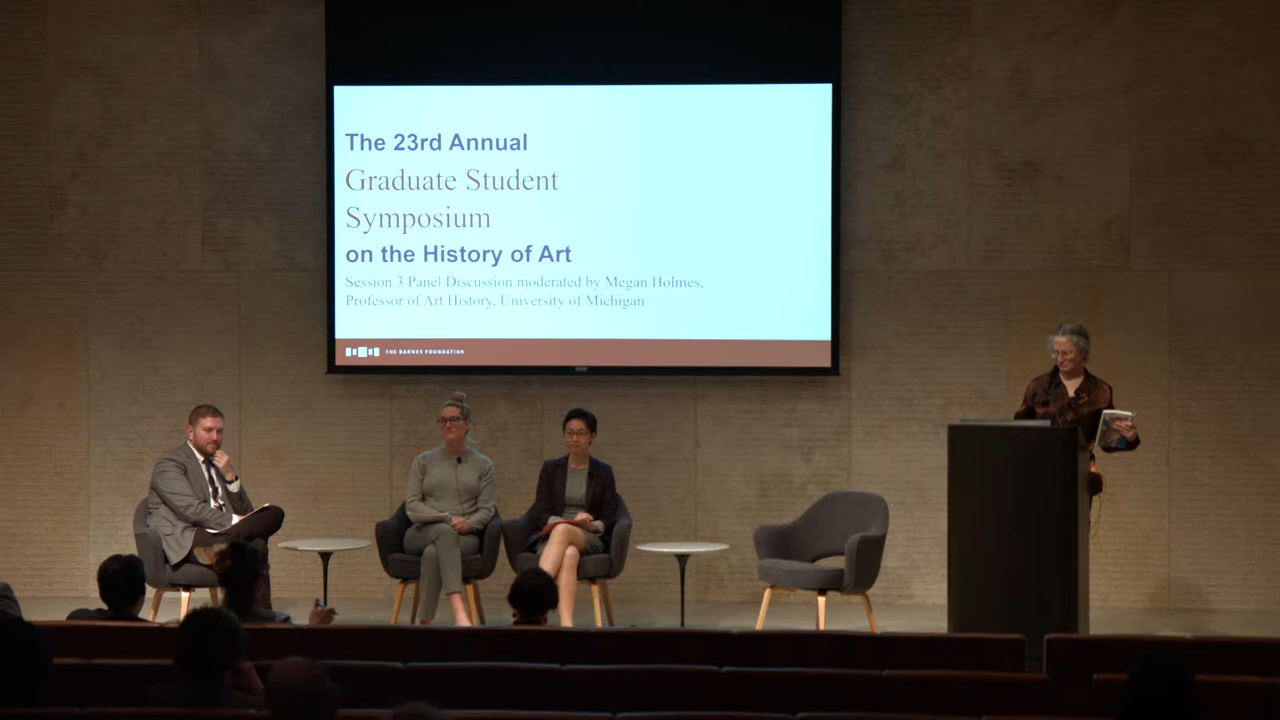 The 23rd Annual
Graduate Student
Symposium
on the History of Art
Session 3 Panel Discussion moderated by Megan Holmes,
Professor of Art History, University of Michigan
THE BARNES FOUNDATION